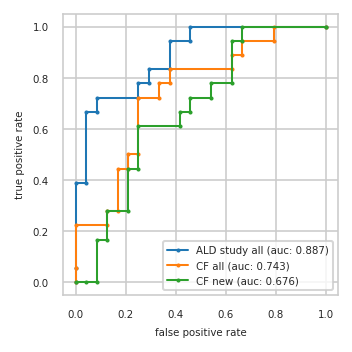 1.0
0.8
0.6
0.4
0.2
0.0
true positive rate
ALD study all (auc: 0.887)
CF all (auc: 0.743)
CF new (auc: 0.676)
0.0 0.2 0.4 0.6 0.8 1.0
false positive rate